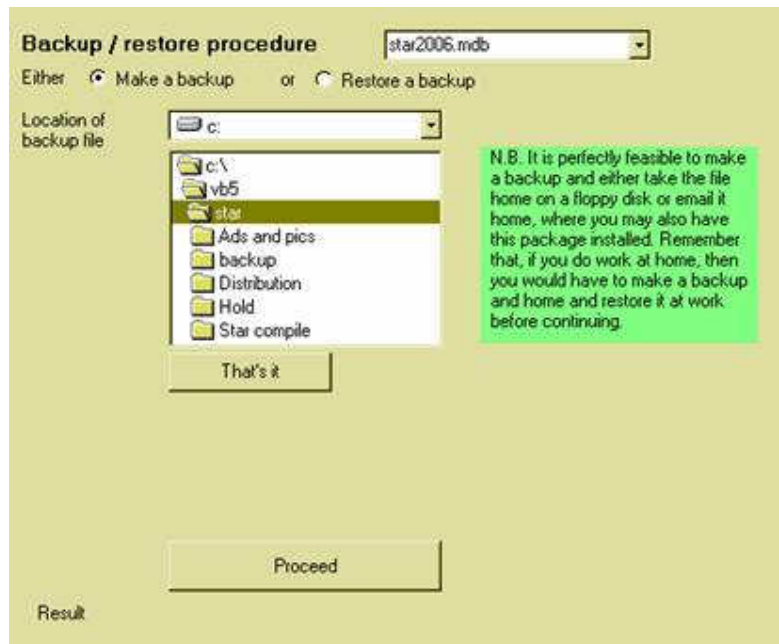 Backup / restore procedure star2006.mdb
Either Make a backup or Restore a backup
Location of
backup file
c:
c:\
vb5
star
Ads and pics
backup
Distribution
Hold
Star compile
N.B. It is perfectly feasible to make
a backup and either take the file
home on a floppy disk or email it
home, where you may also have
this package installed. Remember
that, if you do work at home, then
you would have to make a backup
and home and restore it at work
before continuing.
That's it
Proceed
Result